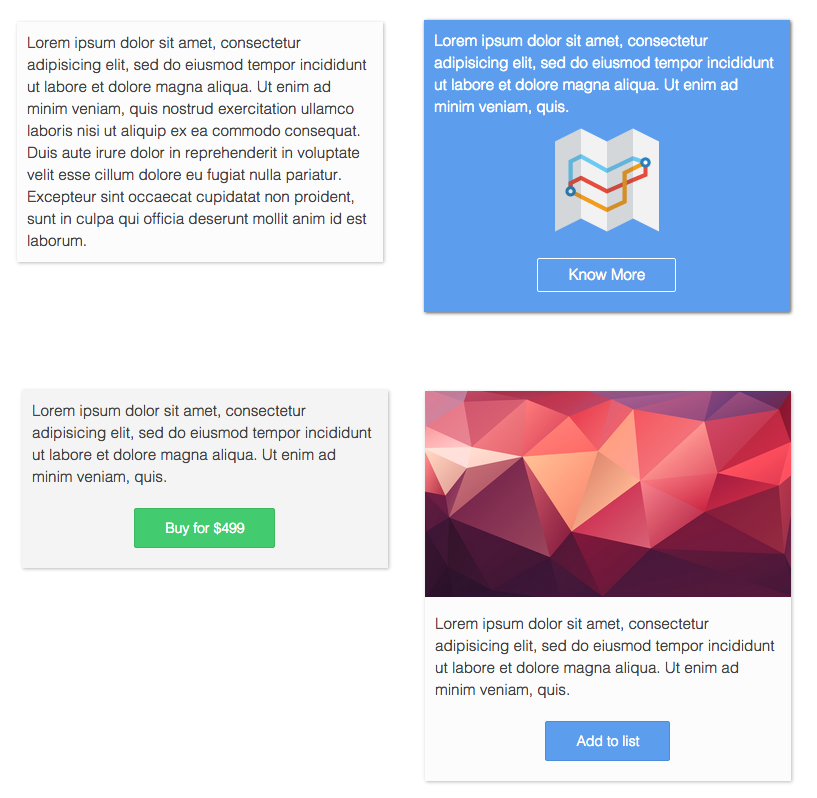 Lorem ipsum dolor sit amet, consectetur
adipisicing elit, sed do eiusmod tempor incididunt
ut labore et dolore magna aliqua. Ut enim ad
minim veniam, quis nostrud exercitation ullamco
laboris nisi ut aliquip ex ea commodo consequat.
Duis aute irure dolor in reprehenderit in voluptate
velit esse cillum dolore eu fugiat nulla pariatur.
Excepteur sint occaecat cupidatat non proident,
sunt in culpa qui officia deserunt mollit anim id est
laborum.
Lorem ipsum dolor sit amet, consectetur
adipisicing elit, sed do eiusmod tempor incididunt
ut labore et dolore magna aliqua. Ut enim ad
minim veniam, quis.
Know More
Lorem ipsum dolor sit amet, consectetur
adipisicing elit, sed do eiusmod tempor incididunt
ut labore et dolore magna aliqua. Ut enim ad
minim veniam, quis.
Buy for $499
Lorem ipsum dolor sit amet, consectetur
adipisicing elit, sed do eiusmod tempor incididunt
ut labore et dolore magna aliqua. Ut enim ad
minim veniam, quis.
Add to list